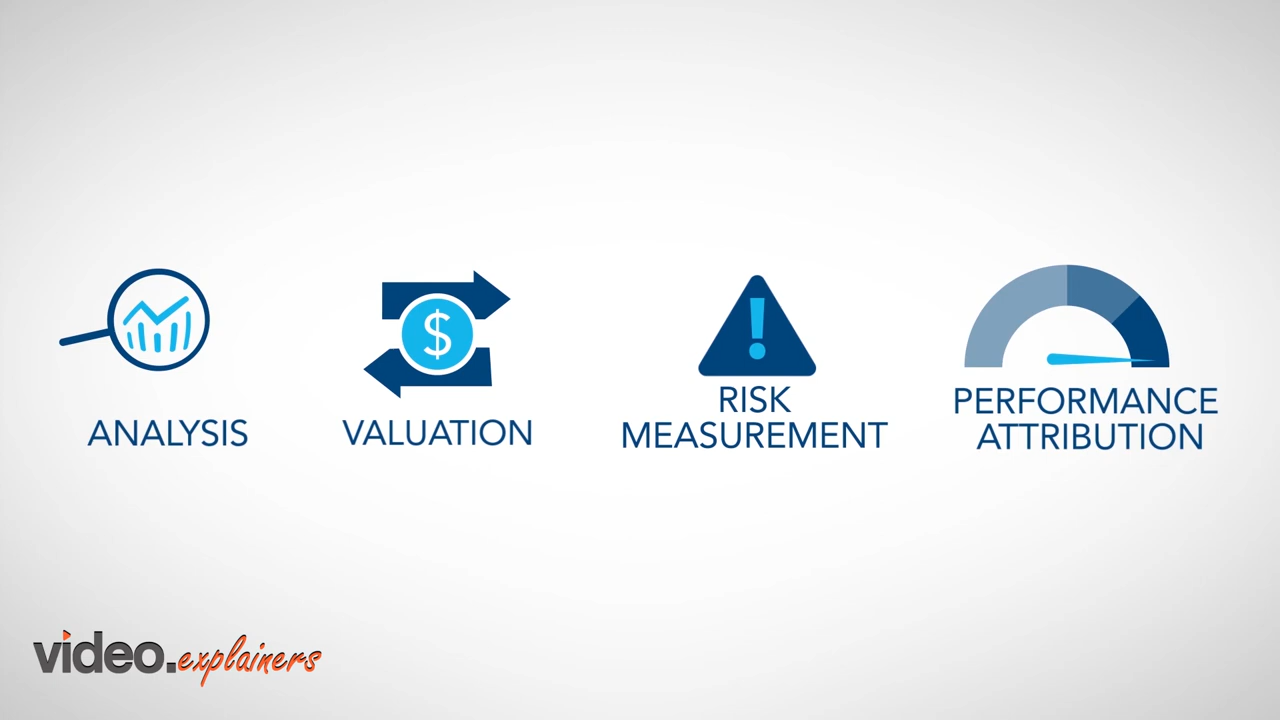 ANALYSIS
VALUATION
RISK
MEASUREMENT
PERFORMANCE
ATTRIBUTION
$
!
video.explainers